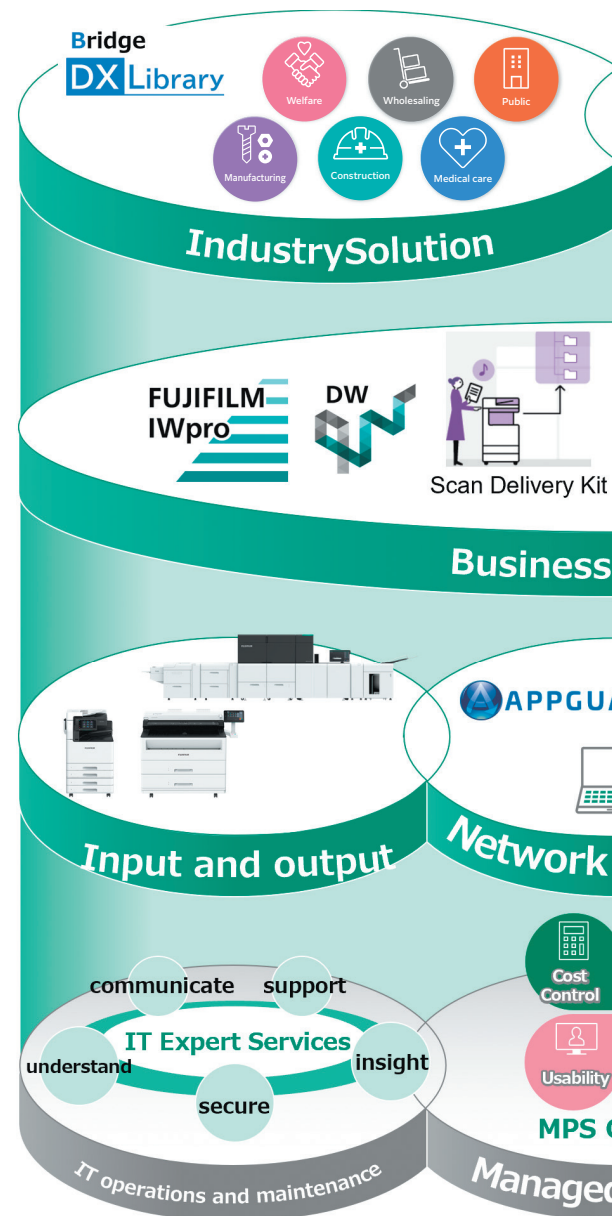 Bridge
DX Library
Welfare
Wholesaling
Public
Manufacturing
Construction
Medical care
IndustrySolution
FUJIFILM
IWpro
DW
Scan Delivery Kit
Business
Input and output
APPGUA
Network
communicate
support
IT Expert Services
understand
insight
secure
IT operations and maintenance
Cost
Control
Usability
MPS
Managed